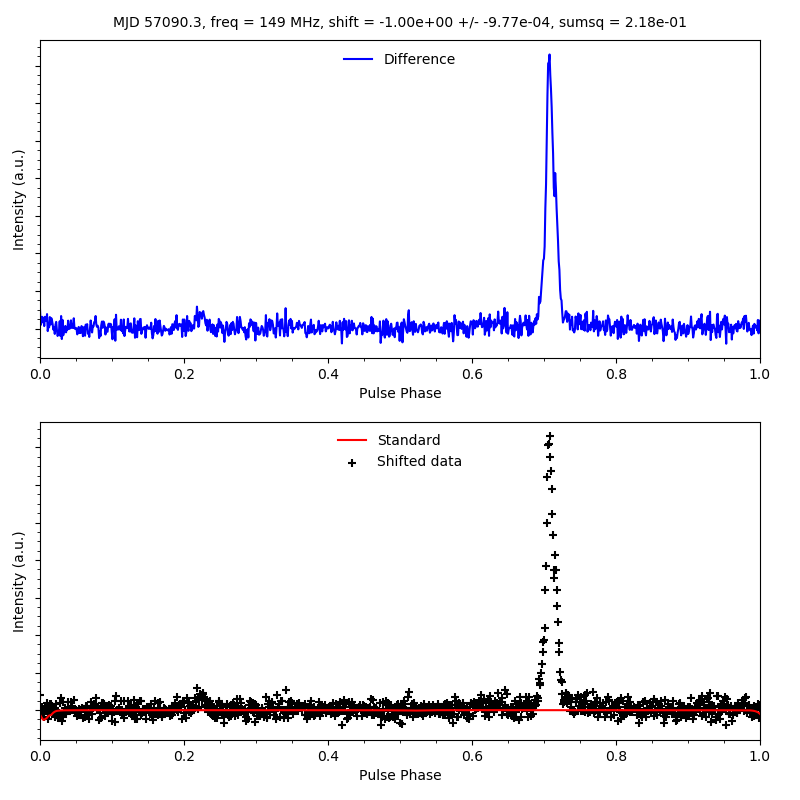 MJD 57090.3, freq = 149 MHz, shift = -1.00e+00 +/- -9.77e-04, sumsq = 2.18e-01
Difference
Intensity (a.u.)
0.0 0.2 0.4 0.6 0.8 1.0
Pulse Phase
Standard
Shifted data
Intensity (a.u.)
0.0 0.2 0.4 0.6 0.8 1.0
Pulse Phase